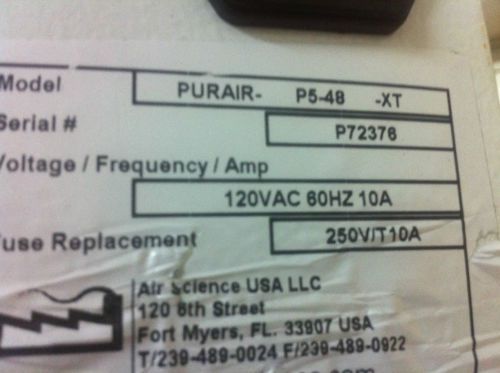 Model PURAIR- P5-48 -XT
Serial # P72376
Voltage / Frequency / Amp
120VAC 60HZ 10A
Fuse Replacement 250V/T10A
Air Science USA LLC
120 6th Street
Fort Myers, FL. 33907 USA
T/239-489-0024 F/239-489-0922